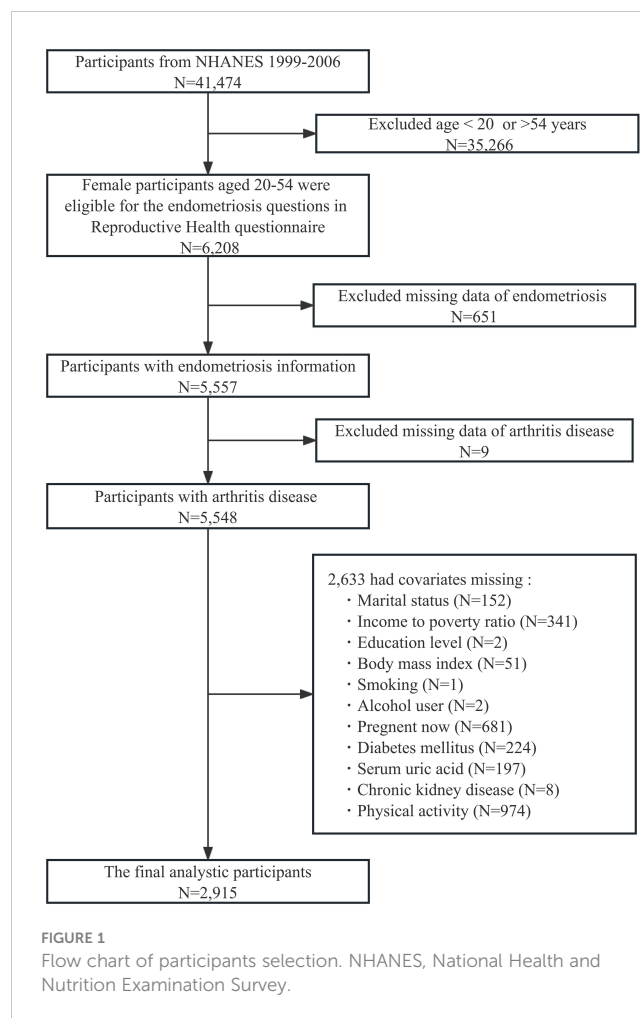 Participants from NHANES 1999-2006
N=41,474
Excluded age < 20 or >54 years
N=35,266
Female participants aged 20-54 were
eligible for the endometriosis questions in
Reproductive Health questionnaire
N=6,208
Excluded missing data of endometriosis
N=651
Participants with endometriosis information
N=5,557
Excluded missing data of arthritis disease
N=9
Participants with arthritis disease
N=5,548
2,633 had covariates missing :
· Marital status (N=152)
· Income to poverty ratio (N=341)
· Education level (N=2)
· Body mass index (N=51)
· Smoking (N=1)
· Alcohol user (N=2)
· Pregnent now (N=681)
· Diabetes mellitus (N=224)
· Serum uric acid (N=197)
· Chronic kidney disease (N=8)
· Physical activity (N=974)
The final analystic participants
N=2,915
FIGURE 1
Flow chart of participants selection. NHANES, National Health and
Nutrition Examination Survey.